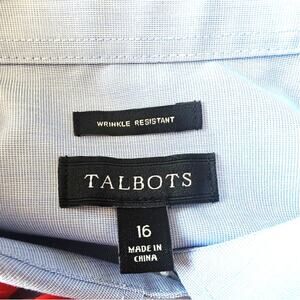 WRINKLE RESISTANT
TALBOTS
16
MADE IN
CHINA